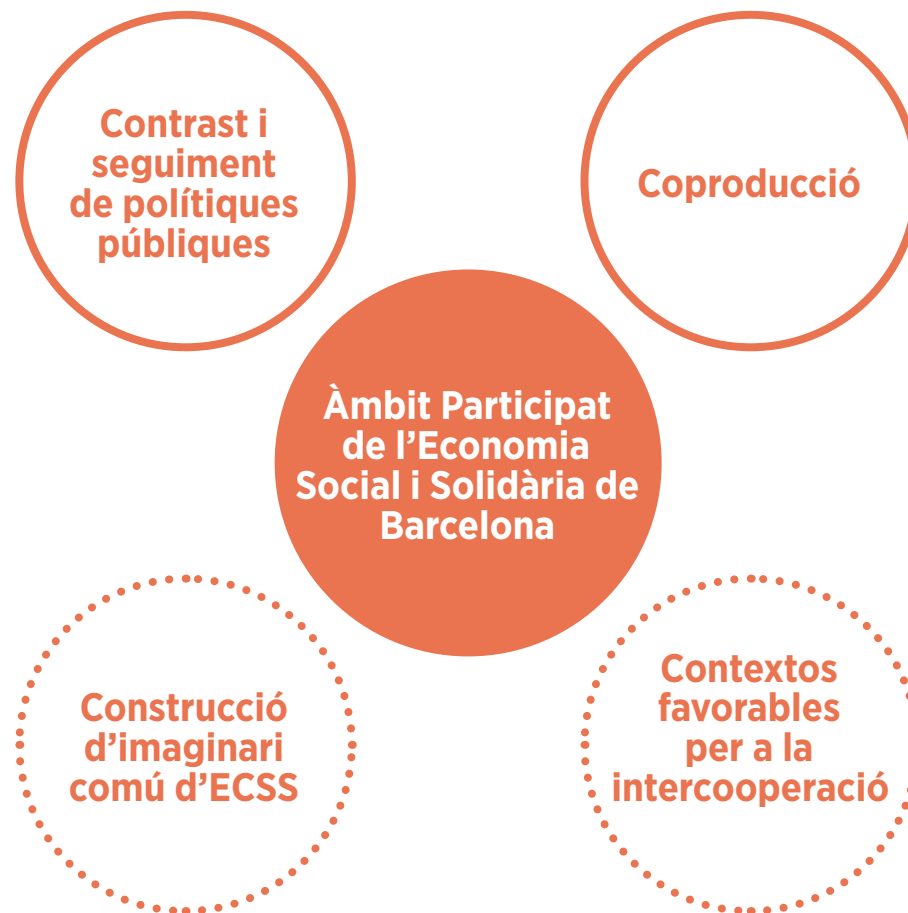 Contrast i
seguiment
de polítiques
públiques
Coproducció
Àmbit Participat
de l’Economia
Social i Solidària de
Barcelona
Construcció
d’imaginari
comú d’ECSS
Contextos
favorables
per a la
intercooperació